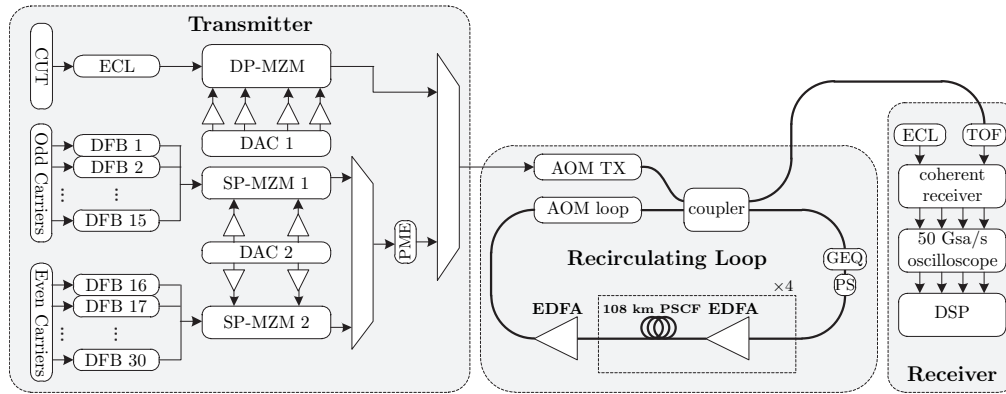 Transmitter
CUT
ECL
DP-MZM
DAC 1
Odd Carriers
DFB 1
DFB 2
...
...
DFB 15
SP-MZM 1
DAC 2
SP-MZM 2
Even Carriers
DFB 16
DFB 17
...
...
DFB 30
PME
AOM TX
AOM loop
coupler
Recirculating Loop
GEQ
PS
×4
EDFA
108 km PSCF
EDFA
ECL
TOF
coherent
receiver
50 Gsa/s
oscilloscope
DSP
Receiver